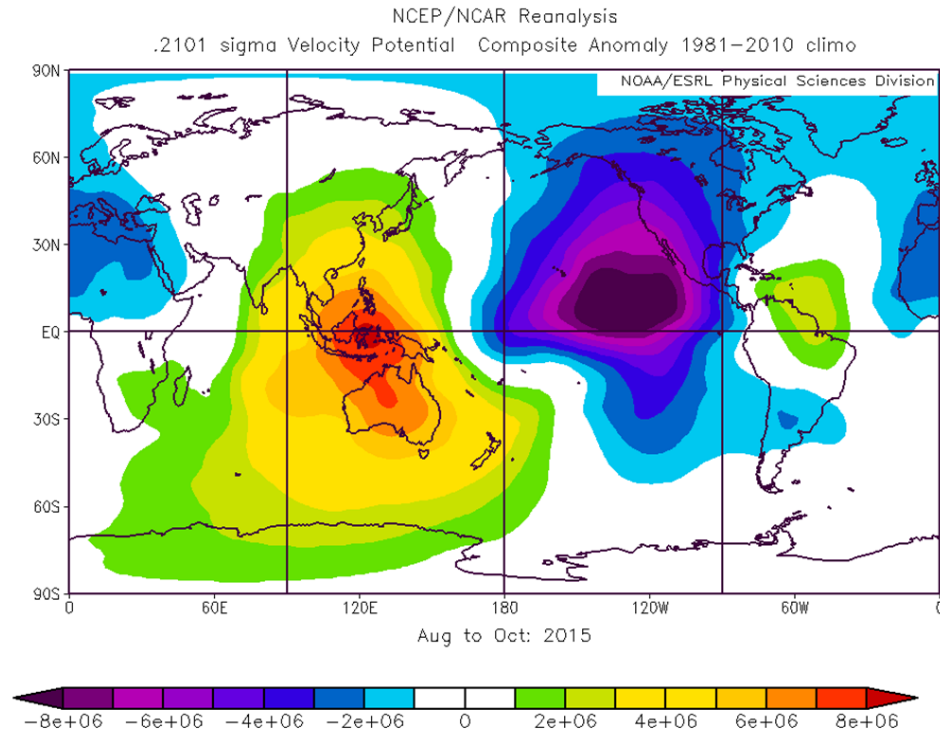 NCEP/NCAR Reanalysis
.2101 sigma Velocity Potential Composite Anomaly 1981-2010 climo
NOAA/ESRL Physical Sciences Division
90N
60N
30N
EQ
30S
60S
90S
0 60E 120E 180 120W 60W 0
Aug to Oct: 2015
-8e+06 -6e+06 -4e+06 -2e+06 0 2e+06 4e+06 6e+06 8e+06